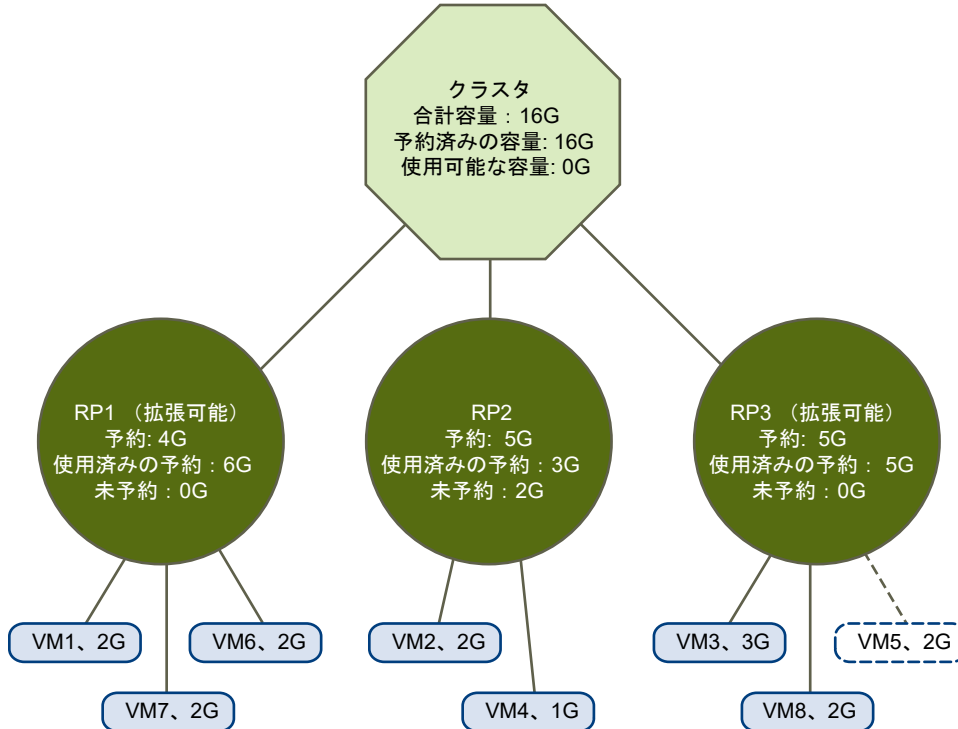 クラスタ
合計容量：16G
予約済みの容量: 16G
使用可能な容量: 0G
RP1 （拡張可能）
予約: 4G
使用済みの予約：6G
未予約：0G
RP2
予約: 5G
使用済みの予約：3G
未予約：2G
RP3 （拡張可能）
予約: 5G
使用済みの予約： 5G
未予約：0G
VM1、2G
VM6、2G
VM2、2G
VM3、3G
VM5、2G
VM7、2G
VM4、1G
VM8、2G